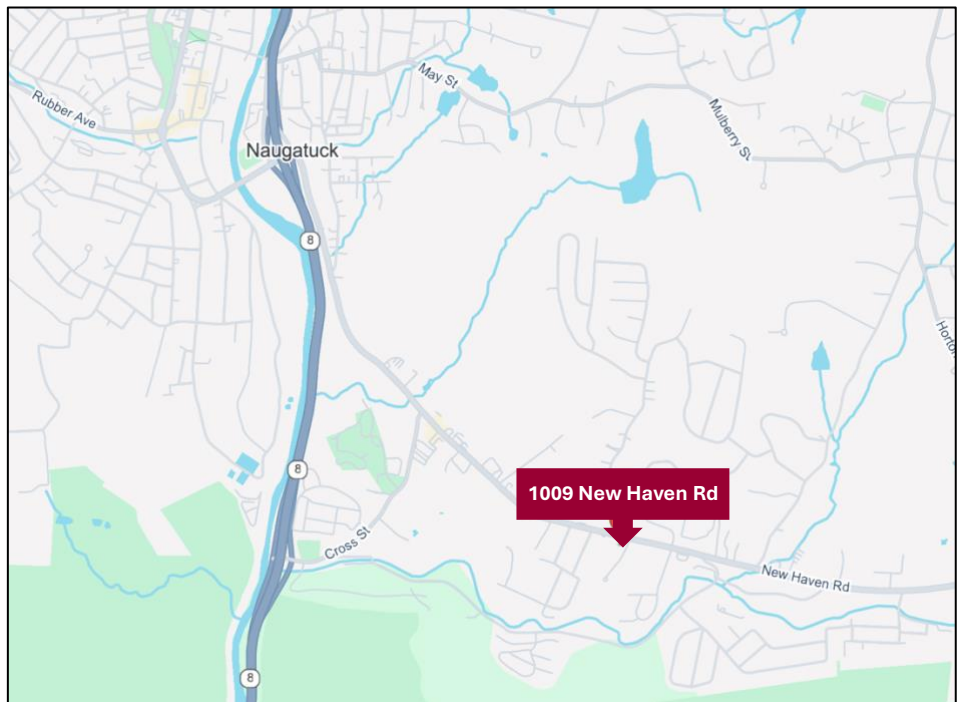 May St
Rubber Ave
Mulberry St
Naugatuck
8
Horto
8
1009 New Haven Rd
Cross St
New Haven Rd
8